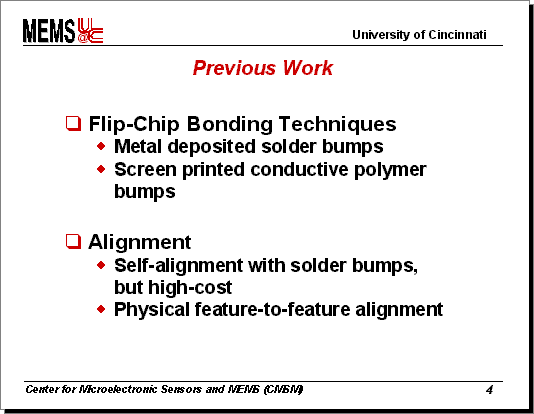 MEMS U@C
University of Cincinnati
Previous Work
Flip-Chip Bonding Techniques
Metal deposited solder bumps
Screen printed conductive polymer
bumps
Alignment
Self-alignment with solder bumps,
but high-cost
Physical feature-to-feature alignment
Center for Microelectronic Sensors and MEMS (CMSM)
4